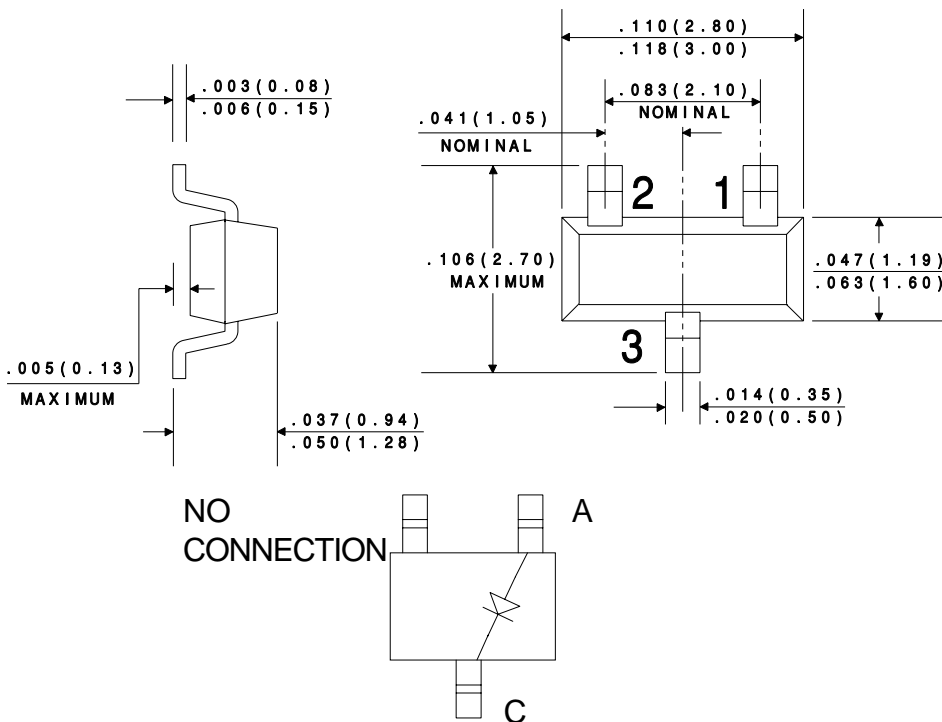 .110(2.80)
.118(3.00)
.003(0.08)
.006(0.15)
.083(2.10)
NOMINAL
.041(1.05)
NOMINAL
2
1
.106(2.70)
MAXIMUM
.047(1.19)
.063(1.60)
3
.005(0.13)
MAXIMUM
.014(0.35)
.020(0.50)
.037(0.94)
.050(1.28)
NO
CONNECTION
A
C